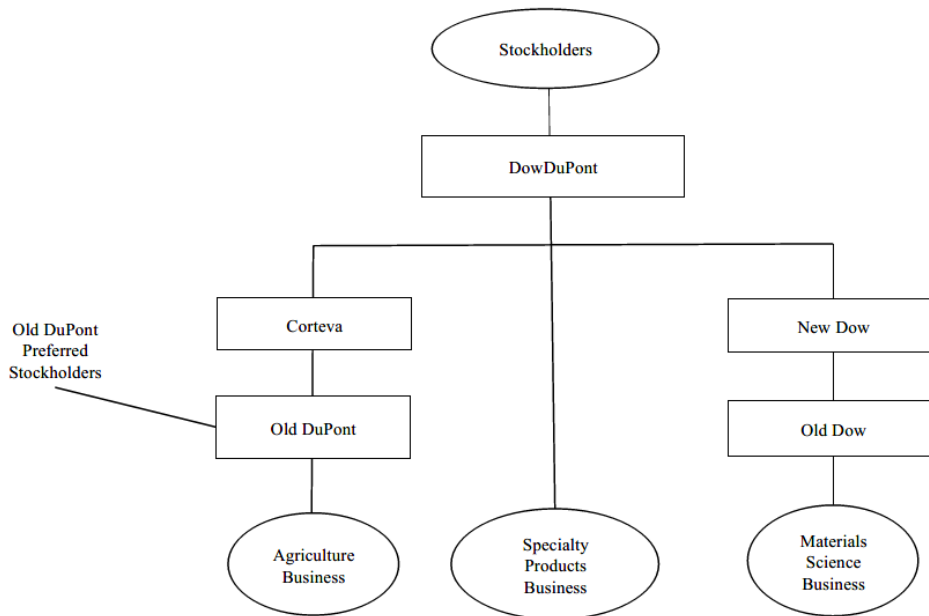 Stockholders
DowDuPont
Corteva
New Dow
Old DuPont
Preferred
Stockholders
Old DuPont
Old Dow
Agriculture
Business
Specialty
Products
Business
Materials
Science
Business